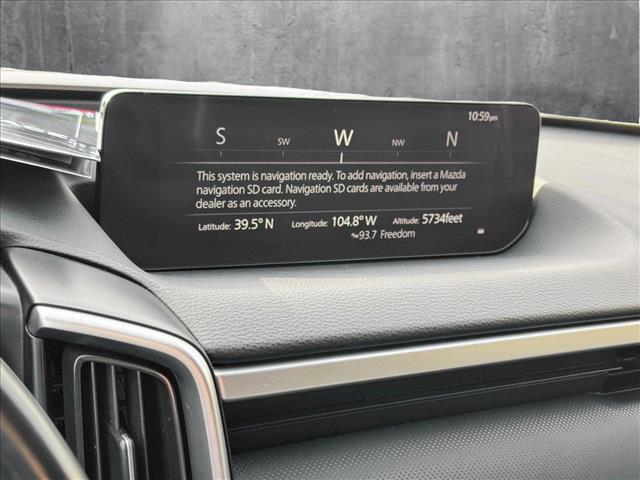 10:59pm
S SW W NW N
This system is navigation ready. To add navigation, insert a Mazda
navigation SD card. Navigation SD cards are available from your
dealer as an accessory.
Latitude: 39.5° N Longitude: 104.8° W Altitude: 5734feet
93.7 Freedom